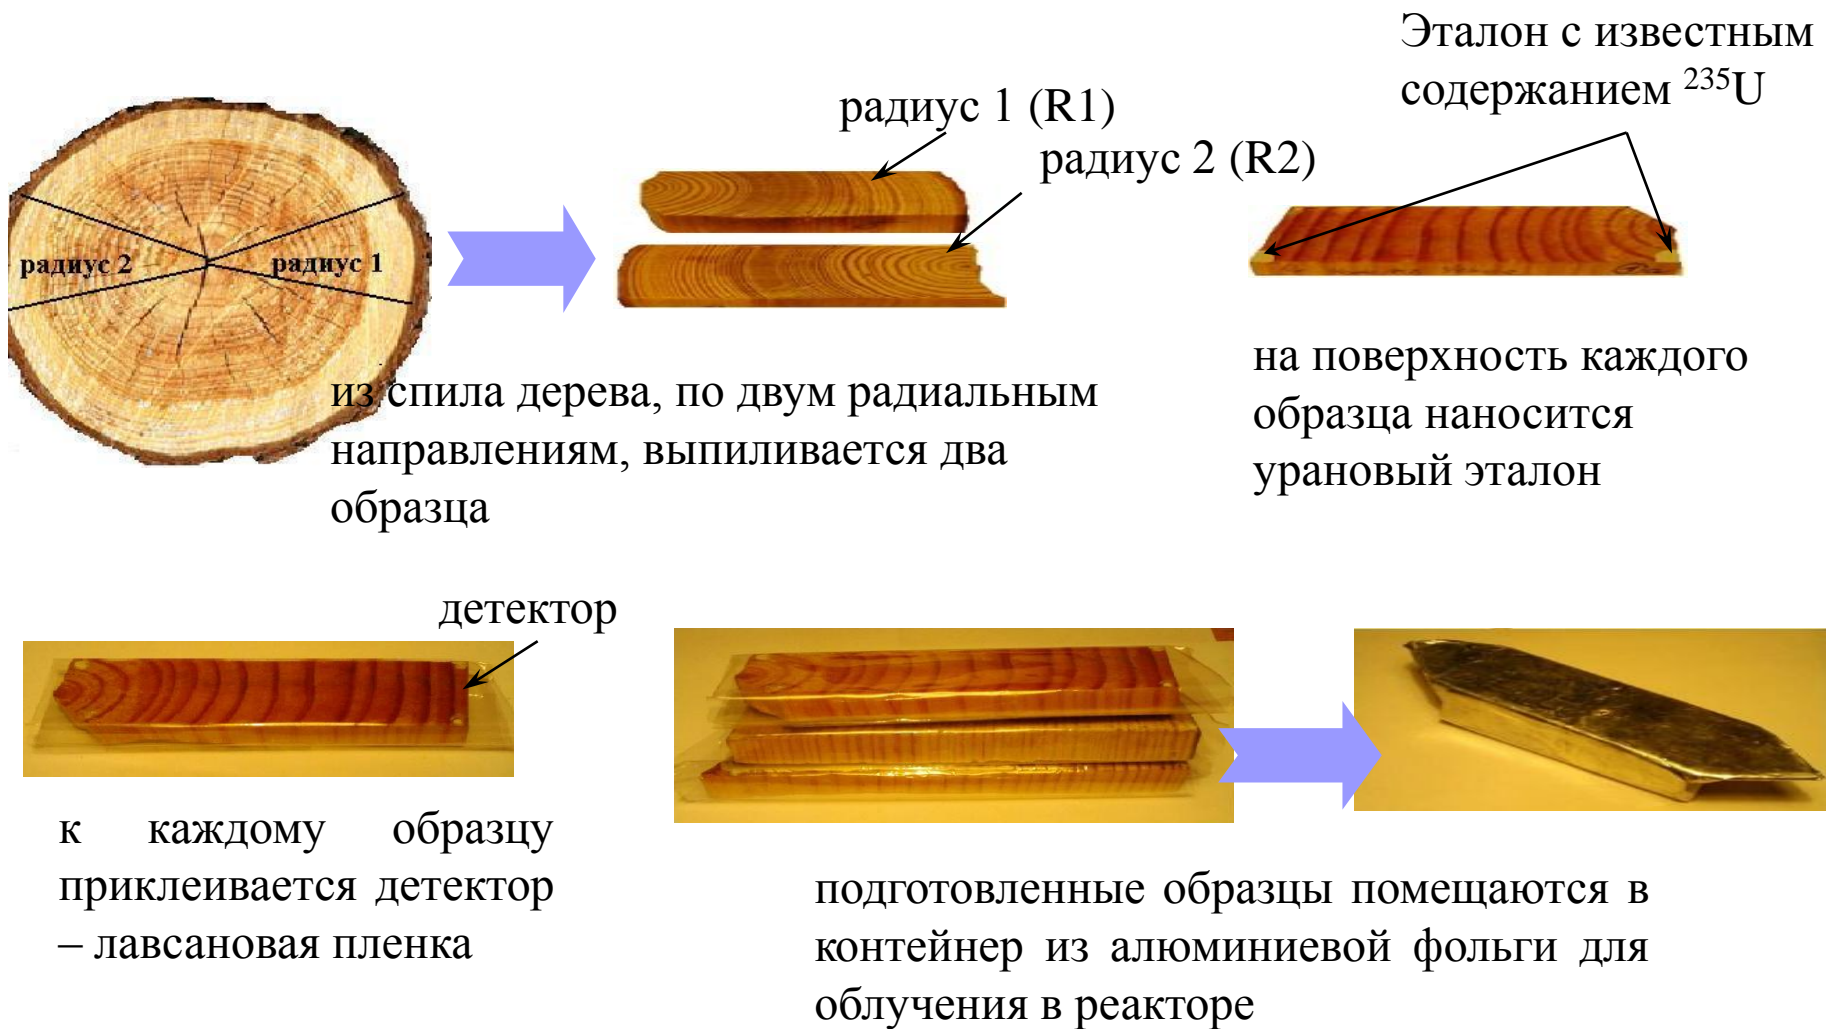 Эталон с известным
содержанием ²³⁵U
радиус 1 (R1)
радиус 2 (R2)
радиус 2
радиус 1
из спила дерева, по двум радиальным
направлениям, выпиливается два
образца
на поверхность каждого
образца наносится
урановый эталон
детектор
к каждому образцу
приклеивается детектор
– лавсановая пленка
подготовленные образцы помещаются в
контейнер из алюминиевой фольги для
облучения в реакторе